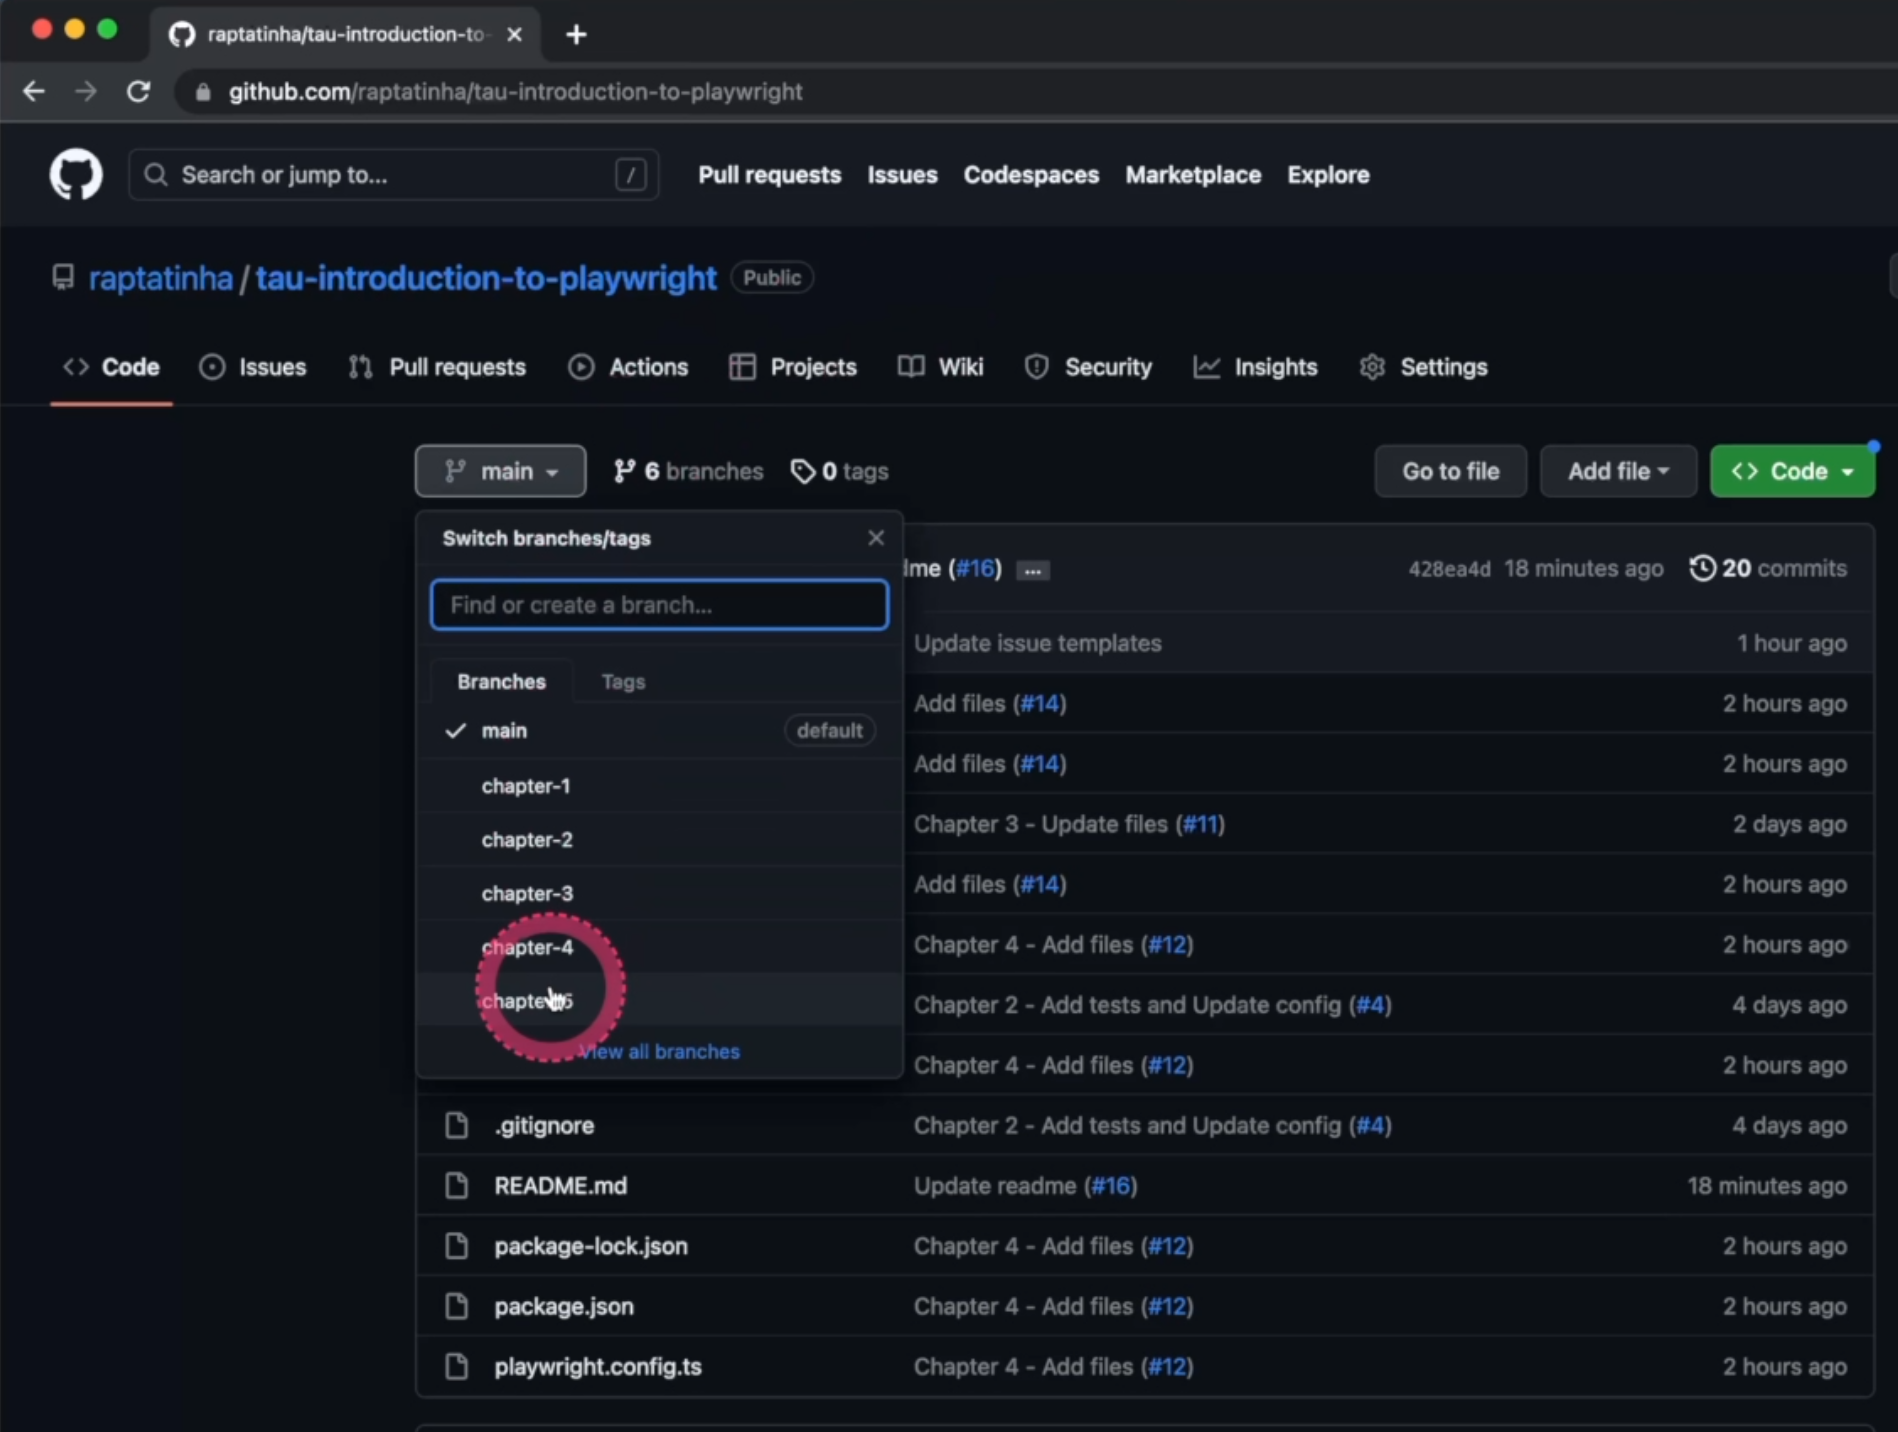 raptatinha/tau-introduction-to-
github.com/raptatinha/tau-introduction-to-playwright
Search or jump to... /
Pull requests Issues Codespaces Marketplace Explore
raptatinha / tau-introduction-to-playwright Public
Code Issues Pull requests Actions Projects Wiki Security Insights Settings
main 6 branches 0 tags Go to file Add file Code
Switch branches/tags
(#16) ... 428ea4d 18 minutes ago 20 commits
Find or create a branch...
Update issue templates 1 hour ago
Branches Tags
Add files (#14) 2 hours ago
main default
Add files (#14) 2 hours ago
chapter-1
Chapter 3 - Update files (#11) 2 days ago
chapter-2
Add files (#14) 2 hours ago
chapter-3
Chapter 4 - Add files (#12) 2 hours ago
chapter-4
Chapter 2 - Add tests and Update config (#4) 4 days ago
chapter-5
View all branches
Chapter 4 - Add files (#12) 2 hours ago
.gitignore Chapter 2 - Add tests and Update config (#4) 4 days ago
README.md Update readme (#16) 18 minutes ago
package-lock.json Chapter 4 - Add files (#12) 2 hours ago
package.json Chapter 4 - Add files (#12) 2 hours ago
playwright.config.ts Chapter 4 - Add files (#12) 2 hours ago